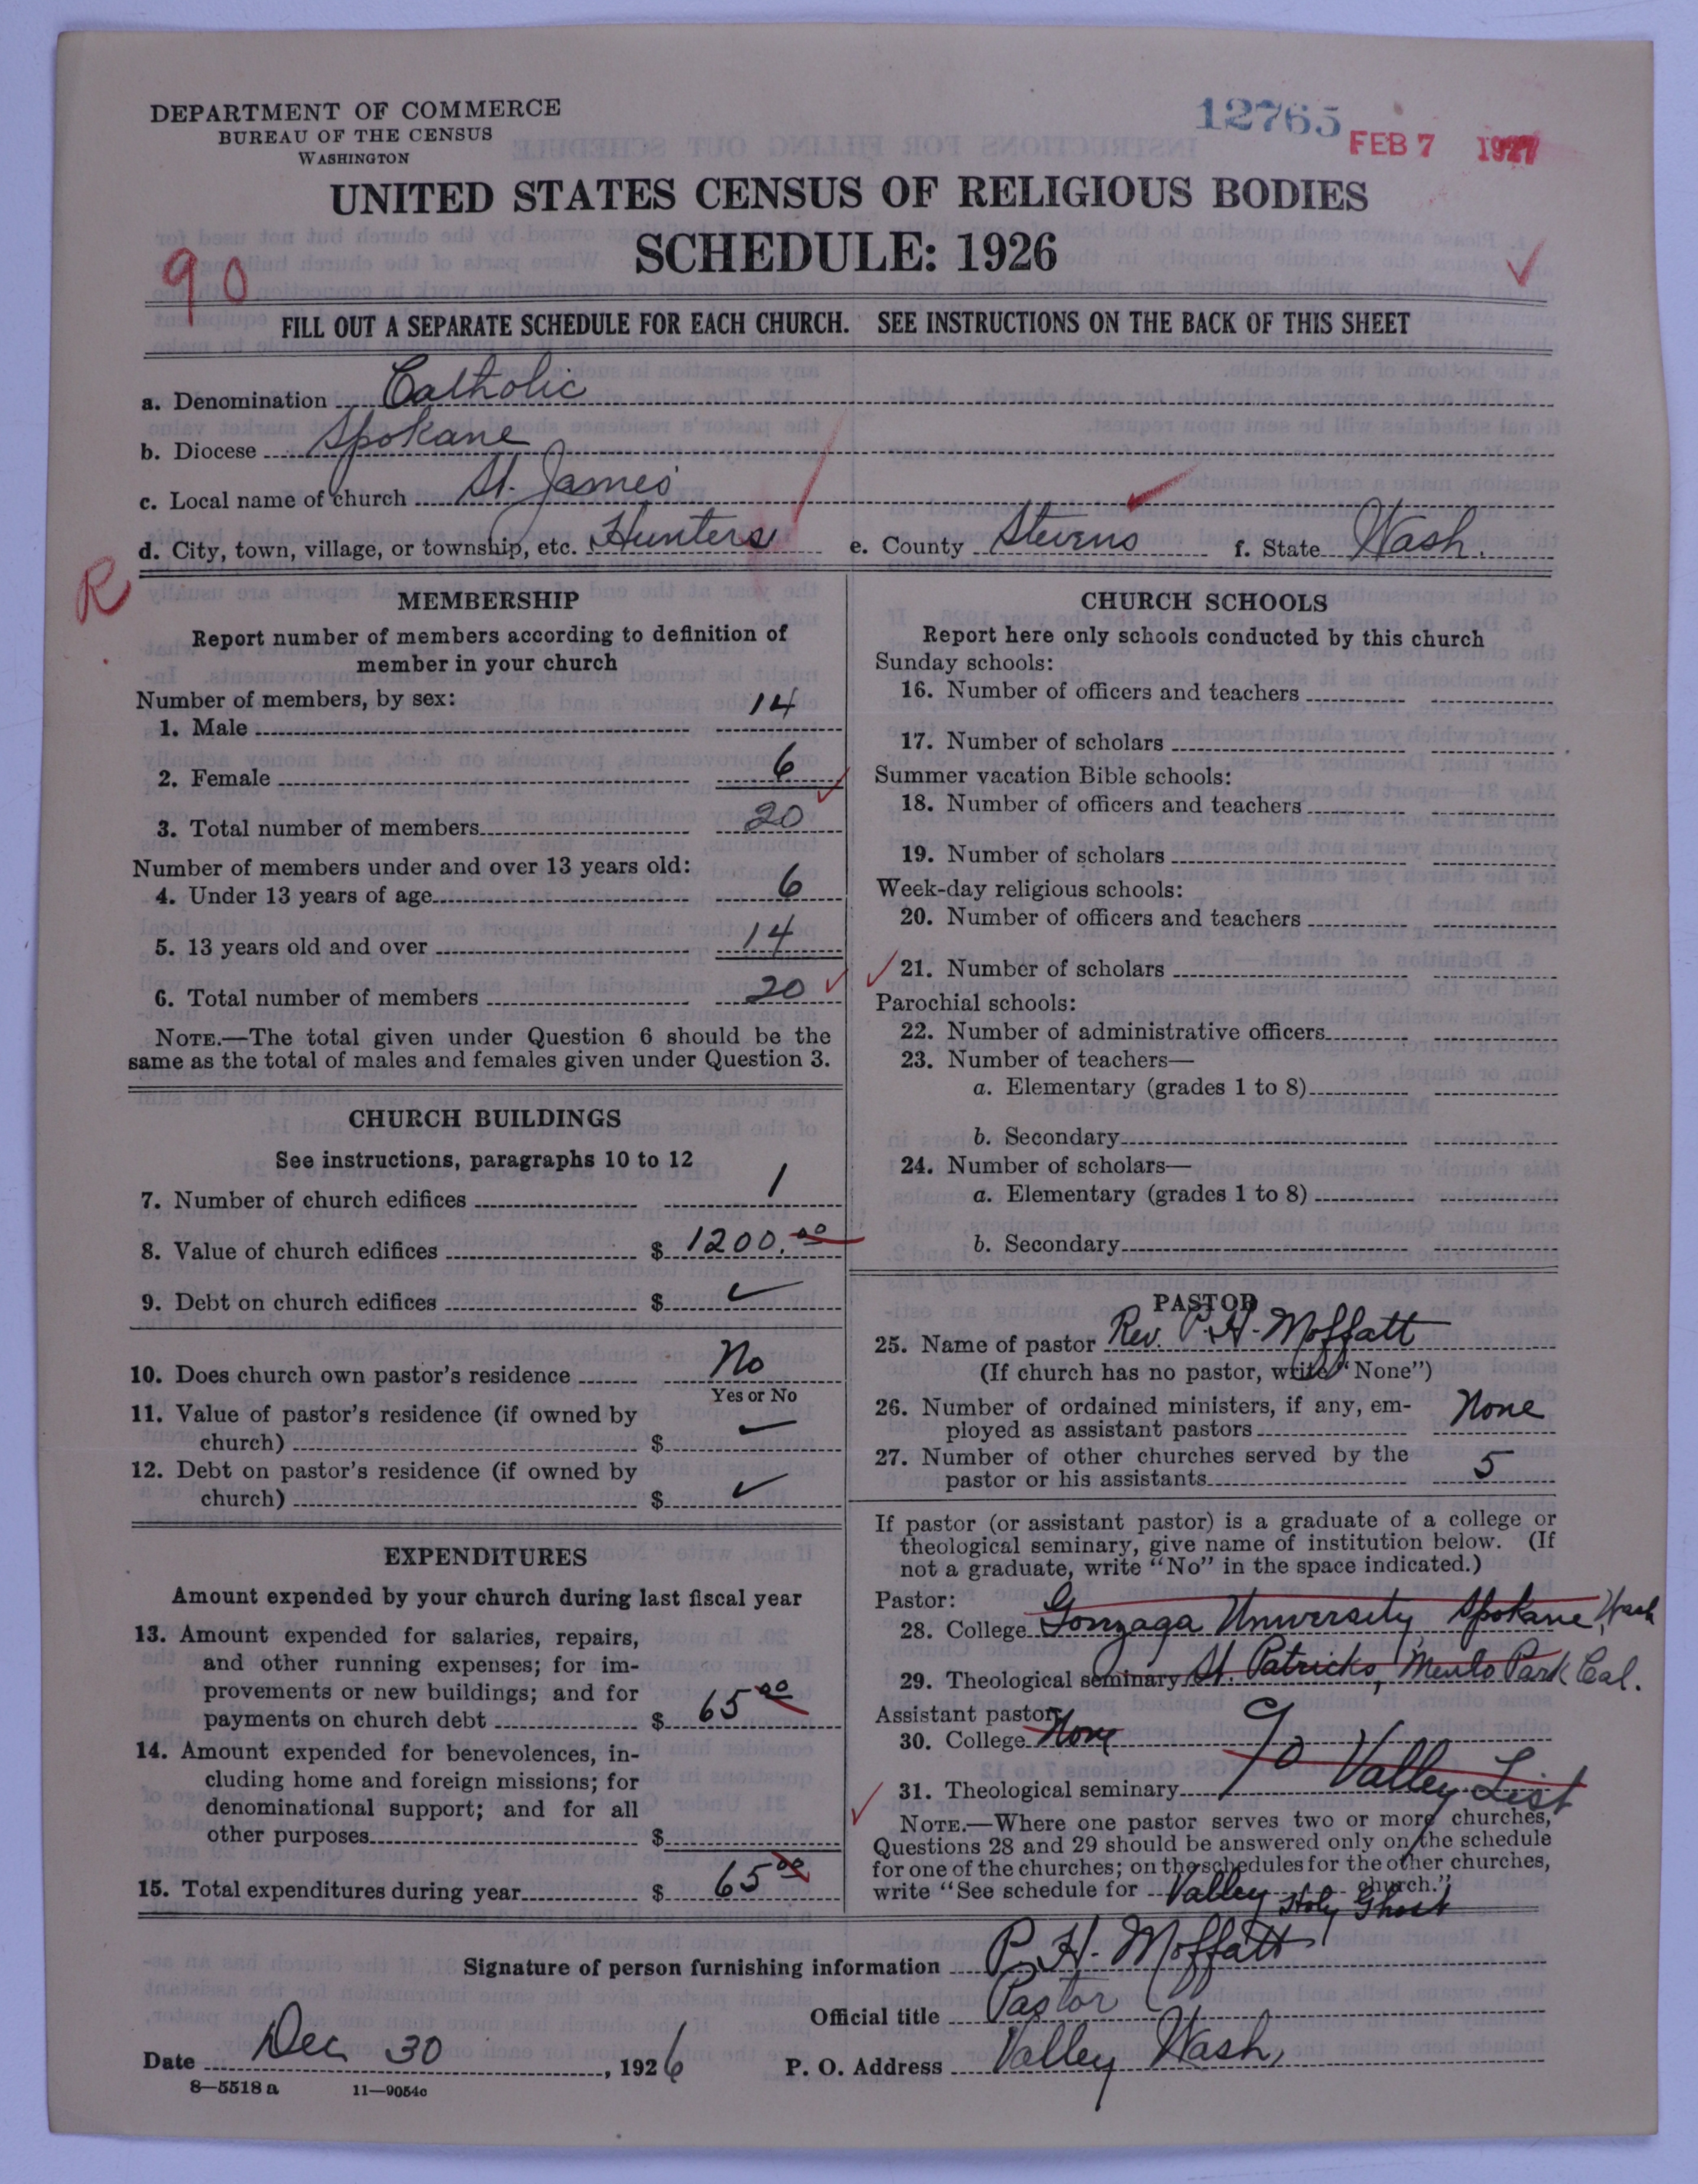 DEPARTMENT OF COMMERCE
BUREAU OF THE CENSUS
WASHINGTON
12765
FEB 7 1927
UNITED STATES CENSUS OF RELIGIOUS BODIES
SCHEDULE: 1926
90
FILL OUT A SEPARATE SCHEDULE FOR EACH CHURCH. SEE INSTRUCTIONS ON THE BACK OF THIS SHEET
a. Denomination Catholic
b. Diocese Spokane
c. Local name of church St. James
d. City, town, village, or township, etc. Hunters e. County Stevens f. State Wash.
R
MEMBERSHIP
Report number of members according to definition of
member in your church
Number of members, by sex:
1. Male 14
2. Female 6
3. Total number of members 20
Number of members under and over 13 years old:
4. Under 13 years of age 6
5. 13 years old and over 14
6. Total number of members 20
NOTE.—The total given under Question 6 should be the
same as the total of males and females given under Question 3.
CHURCH BUILDINGS
See instructions, paragraphs 10 to 12
7. Number of church edifices 1
8. Value of church edifices $ 1200.00
9. Debt on church edifices $ ✓
10. Does church own pastor's residence No
Yes or No
11. Value of pastor's residence (if owned by
church) $
12. Debt on pastor's residence (if owned by
church) $ ✓
EXPENDITURES
Amount expended by your church during last fiscal year
13. Amount expended for salaries, repairs,
and other running expenses; for im-
provements or new buildings; and for
payments on church debt $ 65 00
14. Amount expended for benevolences, in-
cluding home and foreign missions; for
denominational support; and for all
other purposes $
15. Total expenditures during year $ 65 00
CHURCH SCHOOLS
Report here only schools conducted by this church
Sunday schools:
16. Number of officers and teachers
17. Number of scholars
Summer vacation Bible schools:
18. Number of officers and teachers
19. Number of scholars
Week-day religious schools:
20. Number of officers and teachers
21. Number of scholars
Parochial schools:
22. Number of administrative officers
23. Number of teachers—
a. Elementary (grades 1 to 8)
b. Secondary
24. Number of scholars—
a. Elementary (grades 1 to 8)
b. Secondary
PASTOR
25. Name of pastor Rev. P. H. Moffatt
(If church has no pastor, write "None")
26. Number of ordained ministers, if any, em-
ployed as assistant pastors None
27. Number of other churches served by the
pastor or his assistants 5
If pastor (or assistant pastor) is a graduate of a college or
theological seminary, give name of institution below. (If
not a graduate, write "No" in the space indicated.)
Pastor:
28. College Gonzaga University, Spokane, Wash
29. Theological seminary St. Patricks, Menlo Park Cal.
Assistant pastor:
30. College None
31. Theological seminary Valley List
NOTE.—Where one pastor serves two or more churches,
Questions 28 and 29 should be answered only on the schedule
for one of the churches; on the schedules for the other churches,
write "See schedule for Valley Holy Ghost church."
Signature of person furnishing information P. H. Moffatt
Official title Pastor
Date Dec 30, 1926 P. O. Address Valley Wash,
8—5518 a 11—9054c